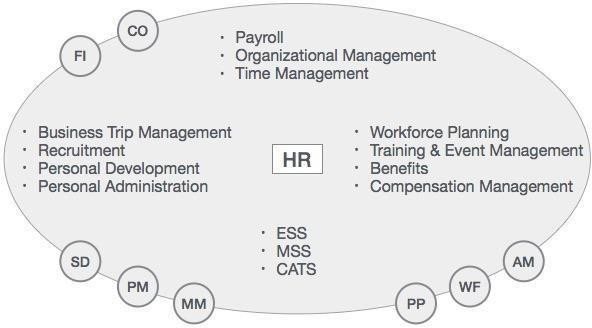 CO
FI
· Payroll
· Organizational Management
· Time Management
· Business Trip Management
· Recruitment
· Personal Development
· Personal Administration
HR
· Workforce Planning
· Training & Event Management
· Benefits
· Compensation Management
· ESS
· MSS
· CATS
SD
PM
MM
PP
WF
AM